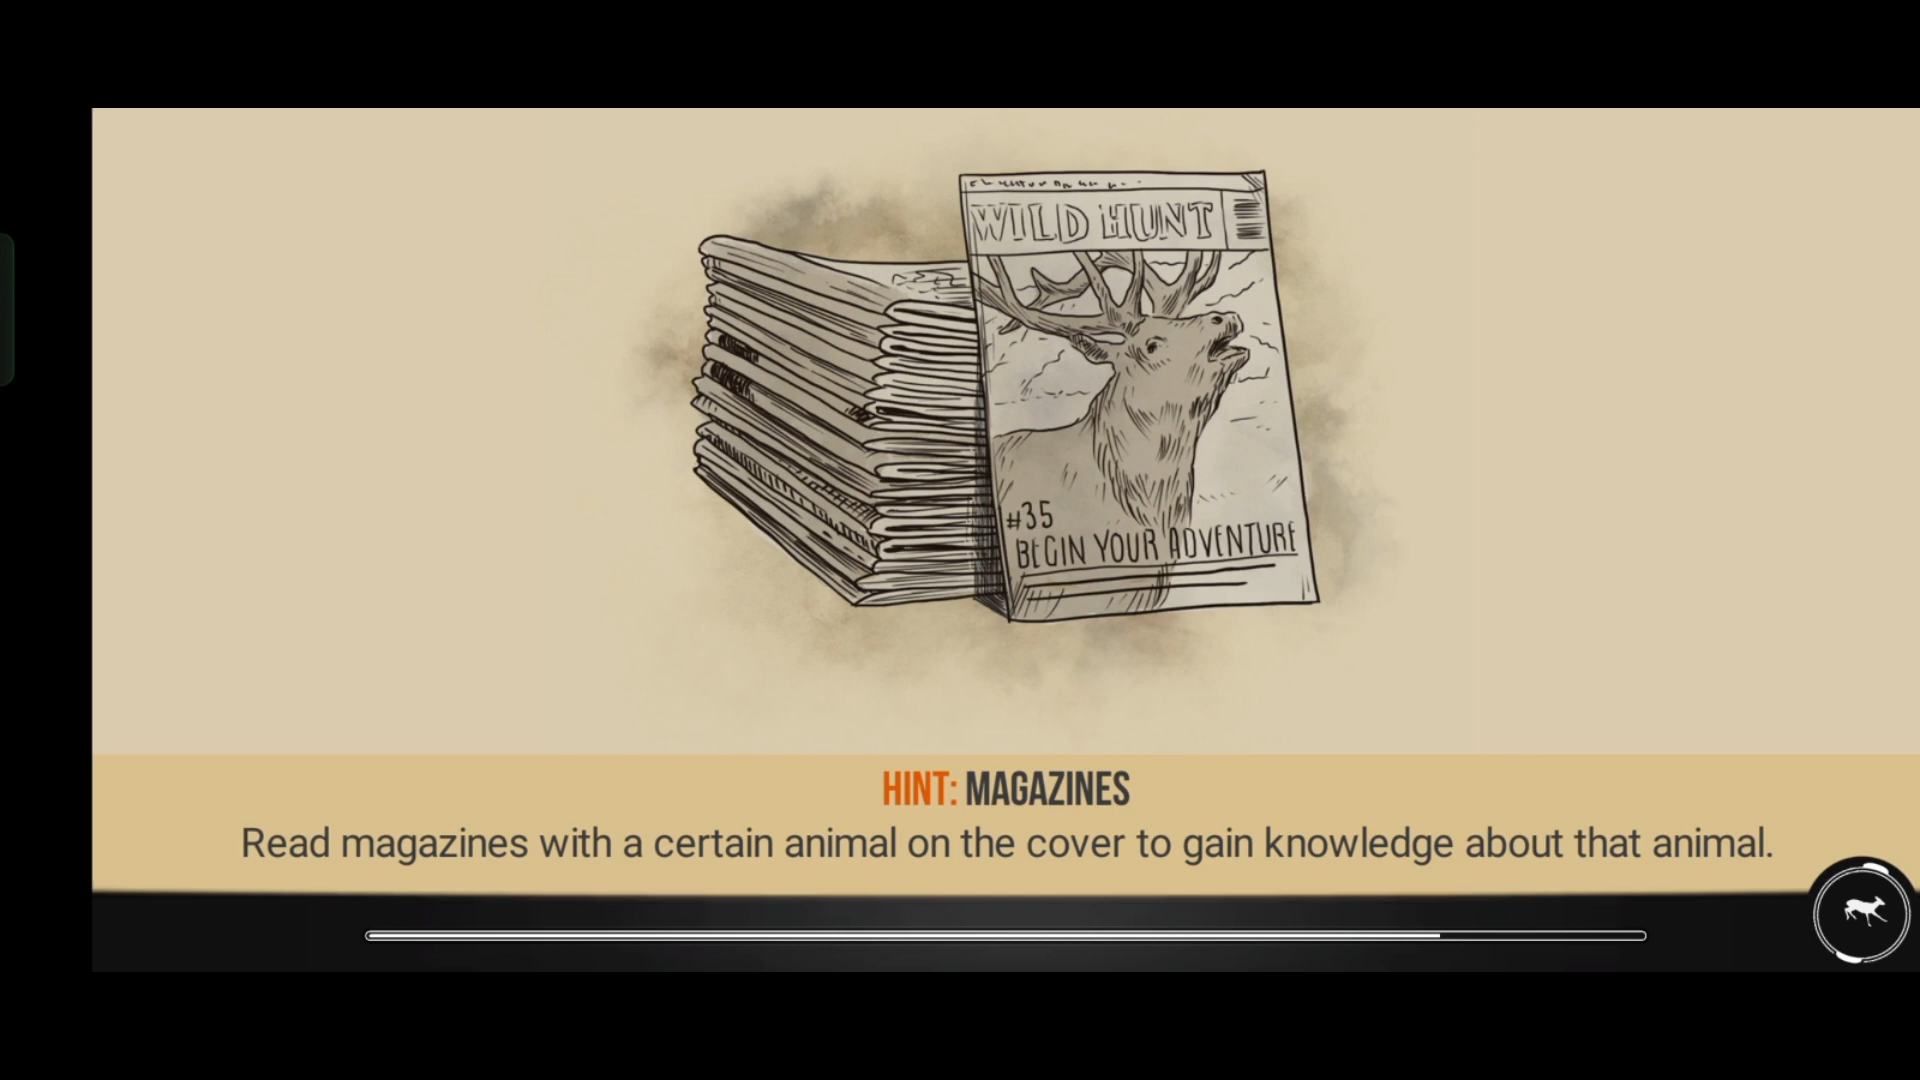 WILD HUNT
#35
BEGIN YOUR ADVENTURE
HINT: MAGAZINES
Read magazines with a certain animal on the cover to gain knowledge about that animal.